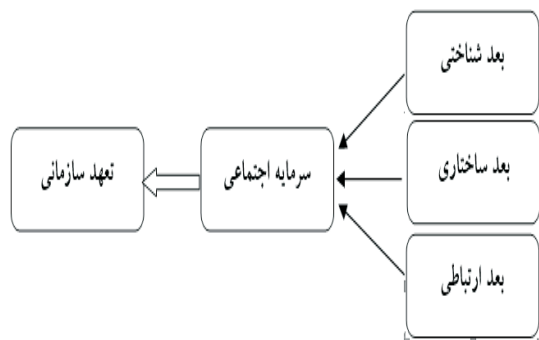 بعد شناختی
بعد ساختاری
سرمایه اجتماعی
تعهد سازمانی
بعد ارتباطی